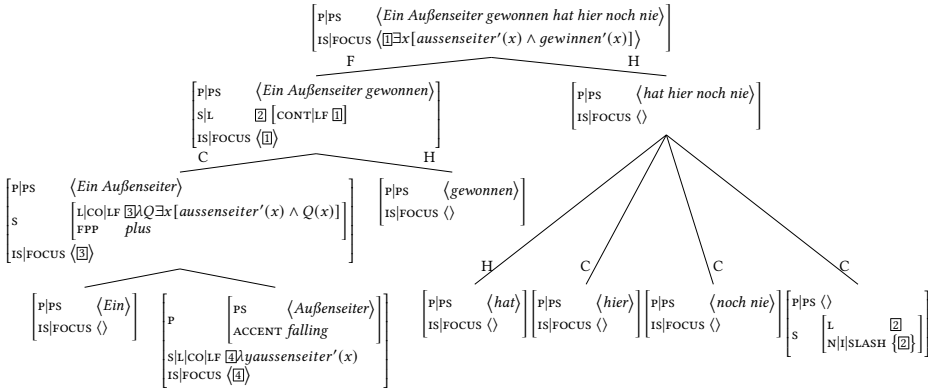 P|PS ⟨Ein Außenseiter gewonnen hat hier noch nie⟩
IS|FOCUS ⟨[1]∃x[aussenseiter′(x) ∧ gewinnen′(x)]⟩
F H
P|PS ⟨Ein Außenseiter gewonnen⟩
S|L [2] [CONT|LF [1]]
IS|FOCUS ⟨[1]⟩
P|PS ⟨hat hier noch nie⟩
IS|FOCUS ⟨⟩
C H
P|PS ⟨Ein Außenseiter⟩
S [L|CO|LF [3]λQ∃x[aussenseiter′(x) ∧ Q(x)]
FPP plus]
IS|FOCUS ⟨[3]⟩
P|PS ⟨gewonnen⟩
IS|FOCUS ⟨⟩
H C C C
P|PS ⟨Ein⟩
IS|FOCUS ⟨⟩
P [PS ⟨Außenseiter⟩
ACCENT falling]
S|L|CO|LF [4]λyaussenseiter′(x)
IS|FOCUS ⟨[4]⟩
P|PS ⟨hat⟩
IS|FOCUS ⟨⟩
P|PS ⟨hier⟩
IS|FOCUS ⟨⟩
P|PS ⟨noch nie⟩
IS|FOCUS ⟨⟩
P|PS ⟨⟩
S [L [2]
N|I|SLASH {[2]}]